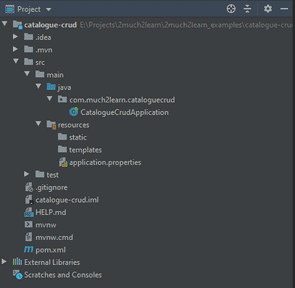 Project
catalogue-crud E:\Projects\2much2learn\2much2learn_examples\catalogue-cru
.idea
.mvn
src
main
java
com.much2learn.cataloguecrud
CatalogueCrudApplication
resources
static
templates
application.properties
test
.gitignore
catalogue-crud.iml
HELP.md
mvnw
mvnw.cmd
pom.xml
External Libraries
Scratches and Consoles